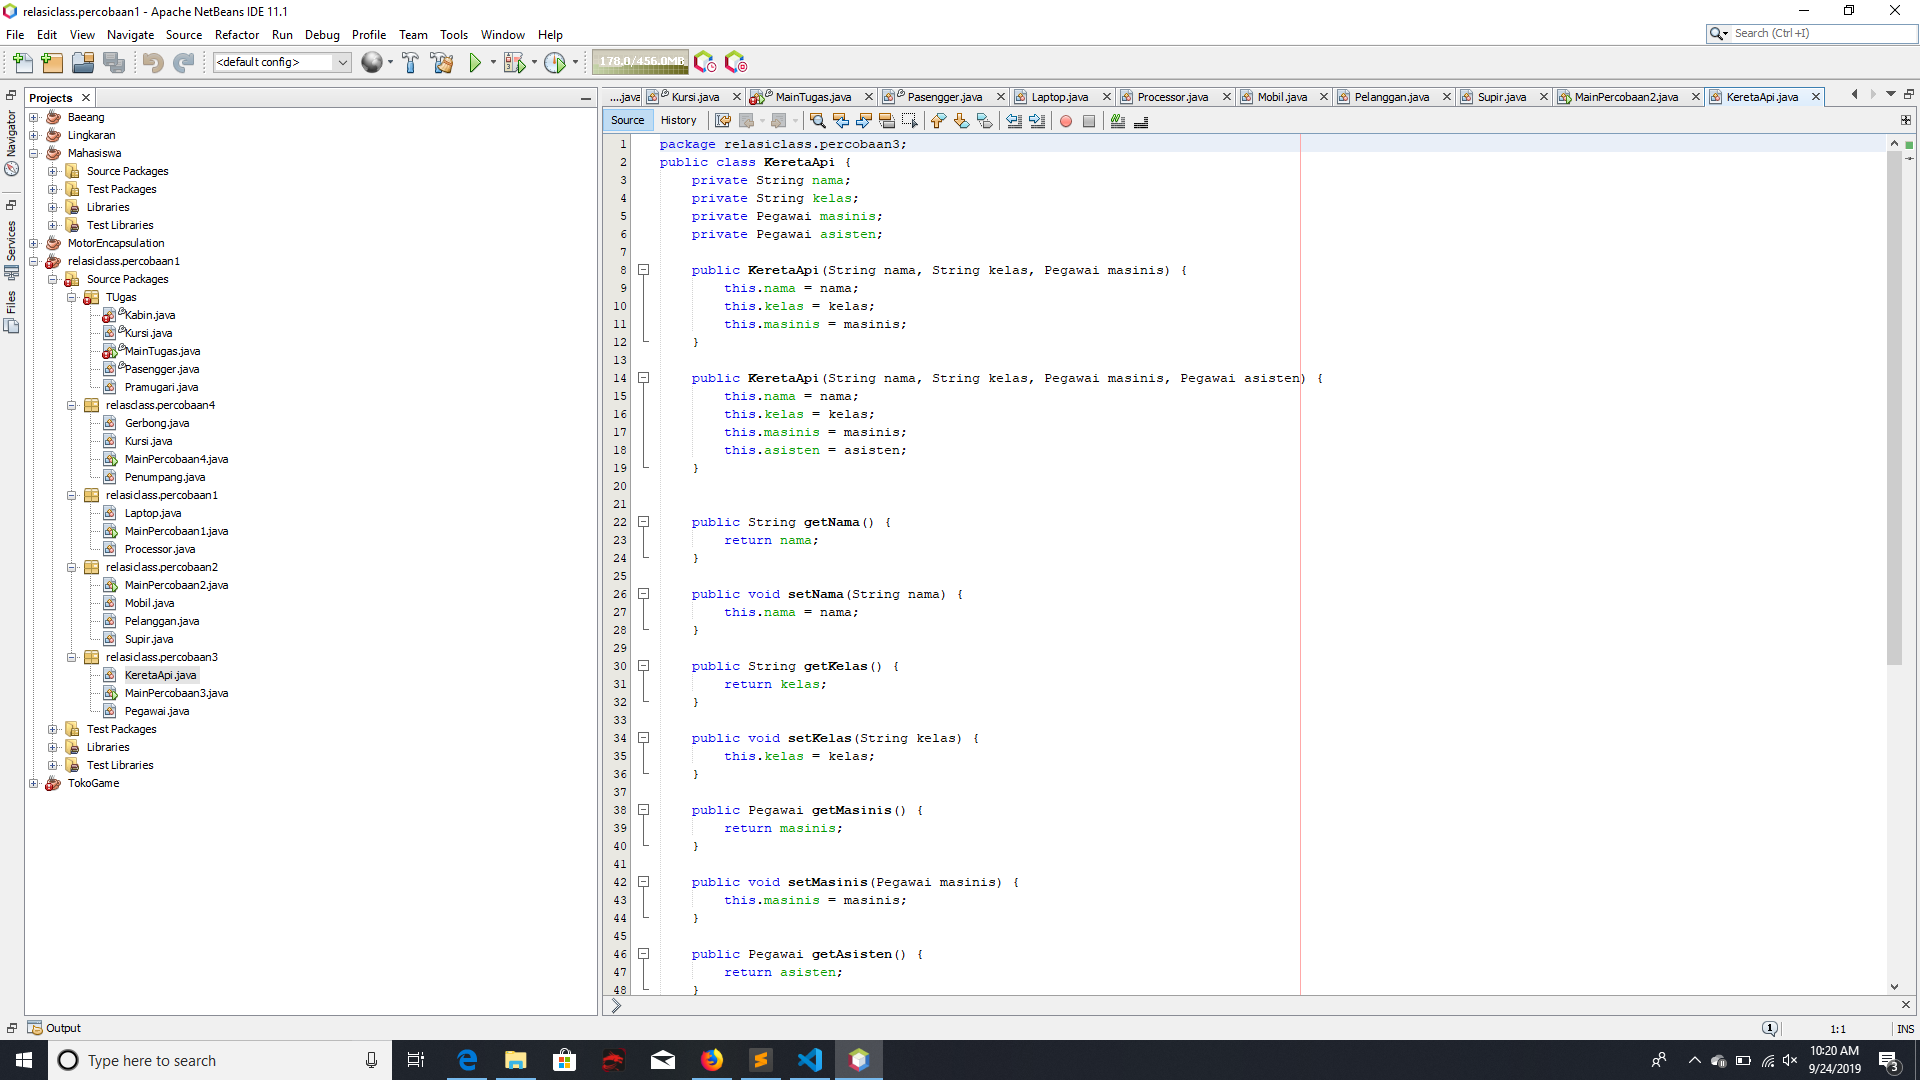 relasiclass.percobaan1 - Apache NetBeans IDE 11.1
File Edit View Navigate Source Refactor Run Debug Profile Team Tools Window Help
Search (Ctrl+I)
<default config>
178.0/456.0MB
Projects
Navigator
Services
Files
Baeang
Lingkaran
Mahasiswa
Source Packages
Test Packages
Libraries
Test Libraries
MotorEncapsulation
relasiclass.percobaan1
Source Packages
TUgas
Kabin.java
Kursi.java
MainTugas.java
Pasengger.java
Pramugari.java
relasclass.percobaan4
Gerbong.java
Kursi.java
MainPercobaan4.java
Penumpang.java
relasiclass.percobaan1
Laptop.java
MainPercobaan1.java
Processor.java
relasiclass.percobaan2
MainPercobaan2.java
Mobil.java
Pelanggan.java
Supir.java
relasiclass.percobaan3
KeretaApi.java
MainPercobaan3.java
Pegawai.java
Test Packages
Libraries
Test Libraries
TokoGame
....java Kursi.java MainTugas.java Pasengger.java Laptop.java Processor.java Mobil.java Pelanggan.java Supir.java MainPercobaan2.java KeretaApi.java
Source History
1 package relasiclass.percobaan3;
2 public class KeretaApi {
3 private String nama;
4 private String kelas;
5 private Pegawai masinis;
6 private Pegawai asisten;
7
8 public KeretaApi(String nama, String kelas, Pegawai masinis) {
9 this.nama = nama;
10 this.kelas = kelas;
11 this.masinis = masinis;
12 }
13
14 public KeretaApi(String nama, String kelas, Pegawai masinis, Pegawai asisten) {
15 this.nama = nama;
16 this.kelas = kelas;
17 this.masinis = masinis;
18 this.asisten = asisten;
19 }
20
21
22 public String getNama() {
23 return nama;
24 }
25
26 public void setNama(String nama) {
27 this.nama = nama;
28 }
29
30 public String getKelas() {
31 return kelas;
32 }
33
34 public void setKelas(String kelas) {
35 this.kelas = kelas;
36 }
37
38 public Pegawai getMasinis() {
39 return masinis;
40 }
41
42 public void setMasinis(Pegawai masinis) {
43 this.masinis = masinis;
44 }
45
46 public Pegawai getAsisten() {
47 return asisten;
48 }
Output
1
1:1
INS
Type here to search
10:20 AM
9/24/2019
3